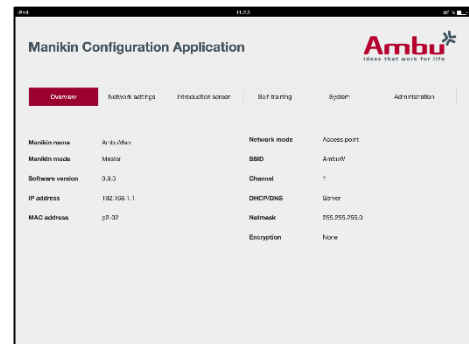 iPad 11:53
Manikin Configuration Application
Ambu
Ideas that work for life
Overview Network settings Introduction screen Self-training System Administration
Manikin name AmbuMan Network mode Access point
Manikin mode Master SSID AmbuW
Software version 0.9.3 Channel 1
IP address 192.168.1.1 DHCP/DNS Server
MAC address Netmask 255.255.255.0
Encryption None